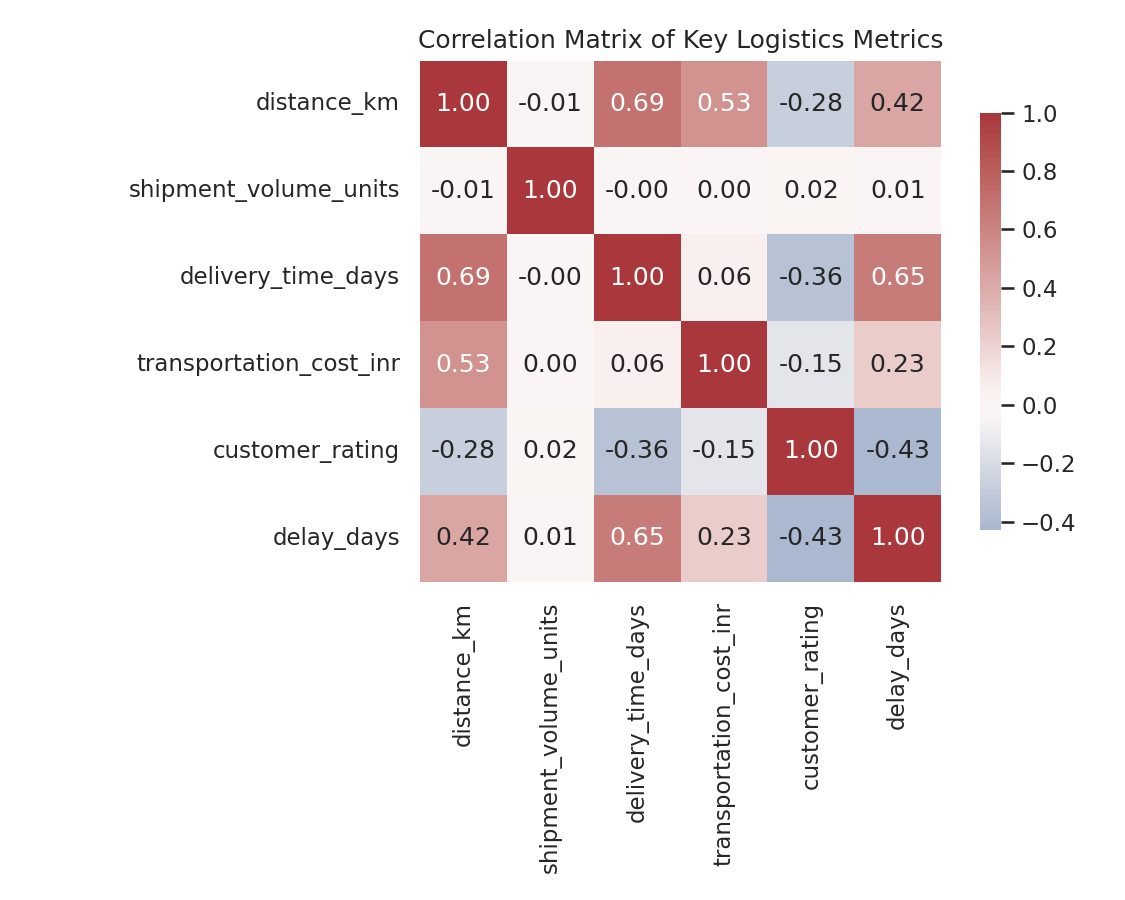 Correlation Matrix of Key Logistics Metrics
distance_km 1.00 -0.01 0.69 0.53 -0.28 0.42
shipment_volume_units -0.01 1.00 -0.00 0.00 0.02 0.01
delivery_time_days 0.69 -0.00 1.00 0.06 -0.36 0.65
transportation_cost_inr 0.53 0.00 0.06 1.00 -0.15 0.23
customer_rating -0.28 0.02 -0.36 -0.15 1.00 -0.43
delay_days 0.42 0.01 0.65 0.23 -0.43 1.00
distance_km
shipment_volume_units
delivery_time_days
transportation_cost_inr
customer_rating
delay_days
1.0
0.8
0.6
0.4
0.2
0.0
−0.2
−0.4